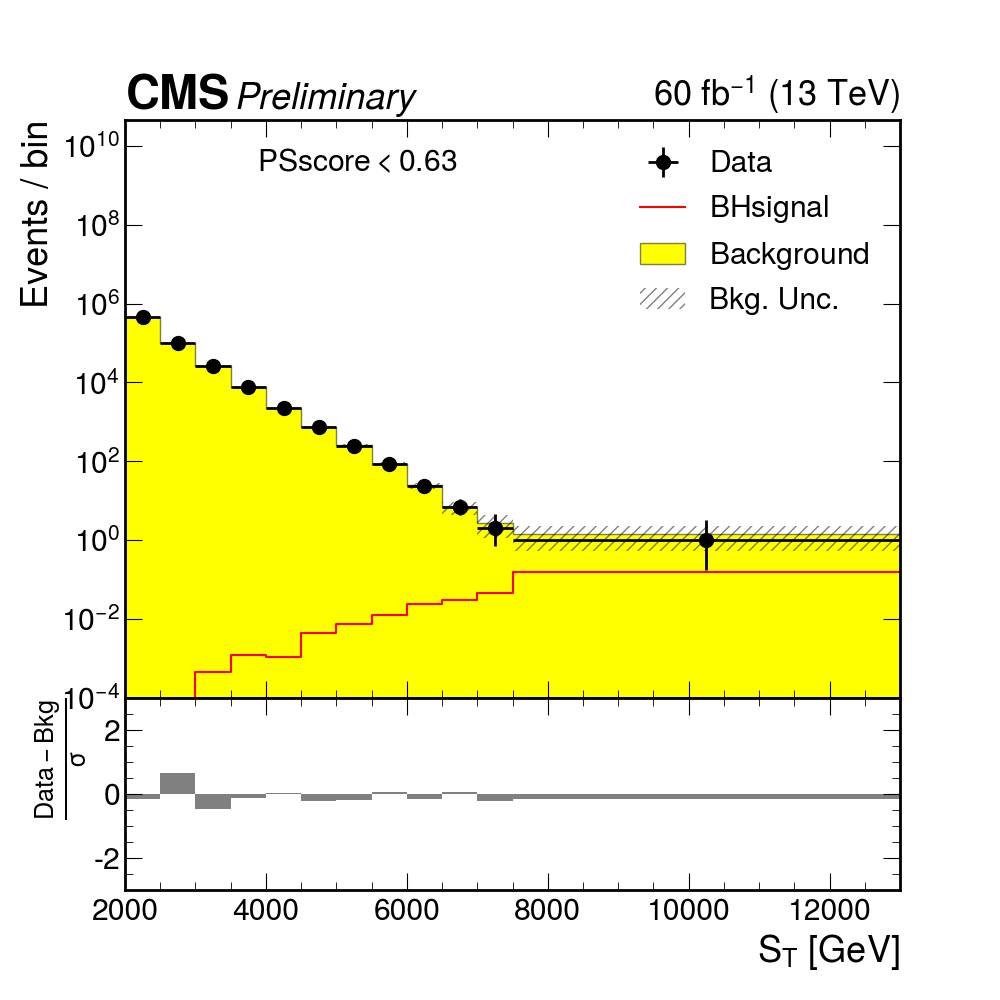 CMS Preliminary 60 fb⁻¹ (13 TeV)
Events / bin
PSscore < 0.63
Data
BHsignal
Background
Bkg. Unc.
10¹⁰
10⁸
10⁶
10⁴
10²
10⁰
10⁻²
10⁻⁴
Data – Bkg
σ
2
0
-2
2000 4000 6000 8000 10000 12000
S_T [GeV]